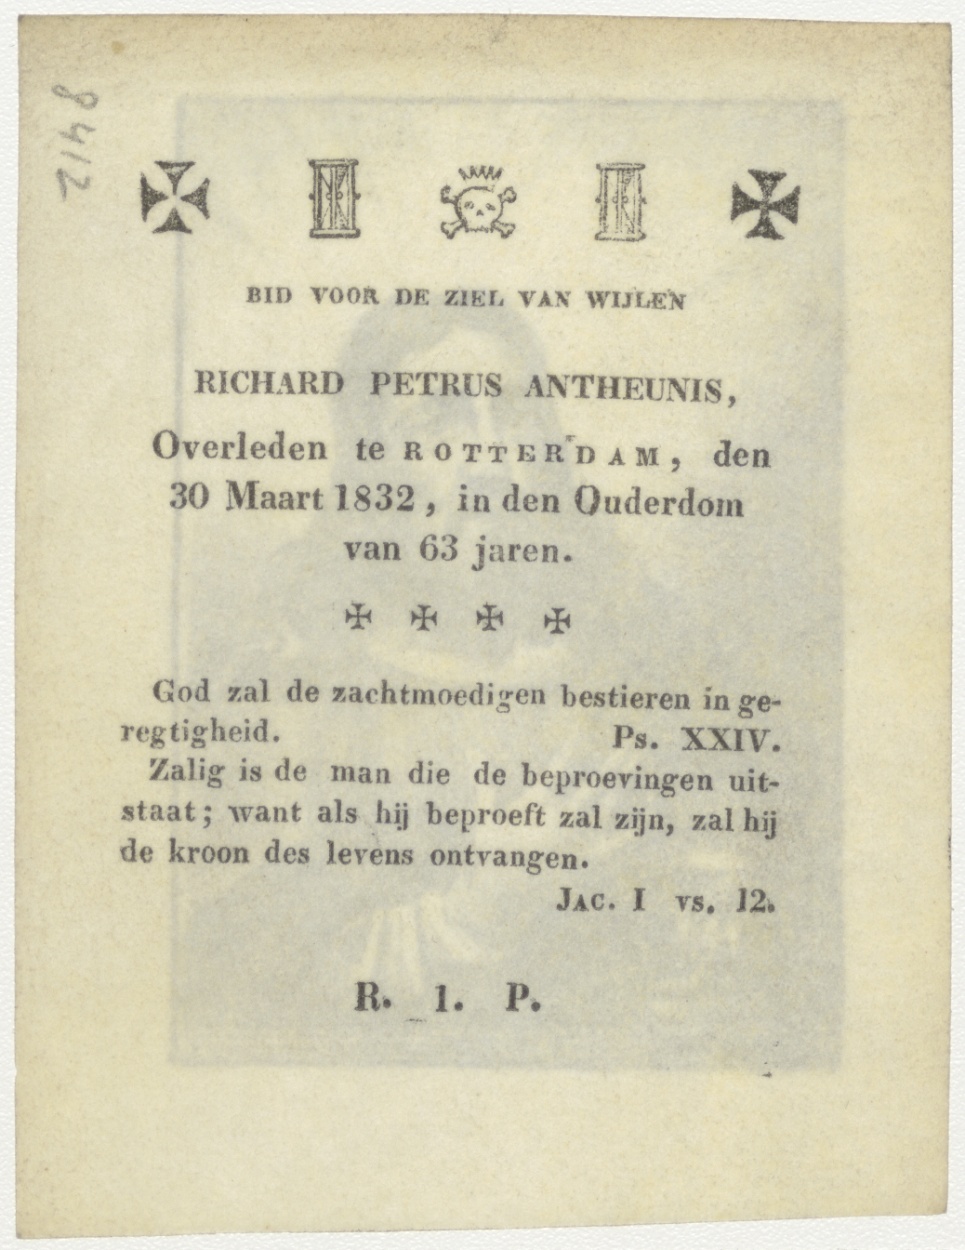 BID VOOR DE ZIEL VAN WIJLEN
RICHARD PETRUS ANTHEUNIS,
Overleden te ROTTERDAM, den
30 Maart 1832, in den Ouderdom
van 63 jaren.
✠ ✠ ✠ ✠
God zal de zachtmoedigen bestieren in ge-
regtigheid. Ps. XXIV.
Zalig is de man die de beproevingen uit-
staat; want als hij beproeft zal zijn, zal hij
de kroon des levens ontvangen.
JAC. I vs. 12.
R. 1. P.